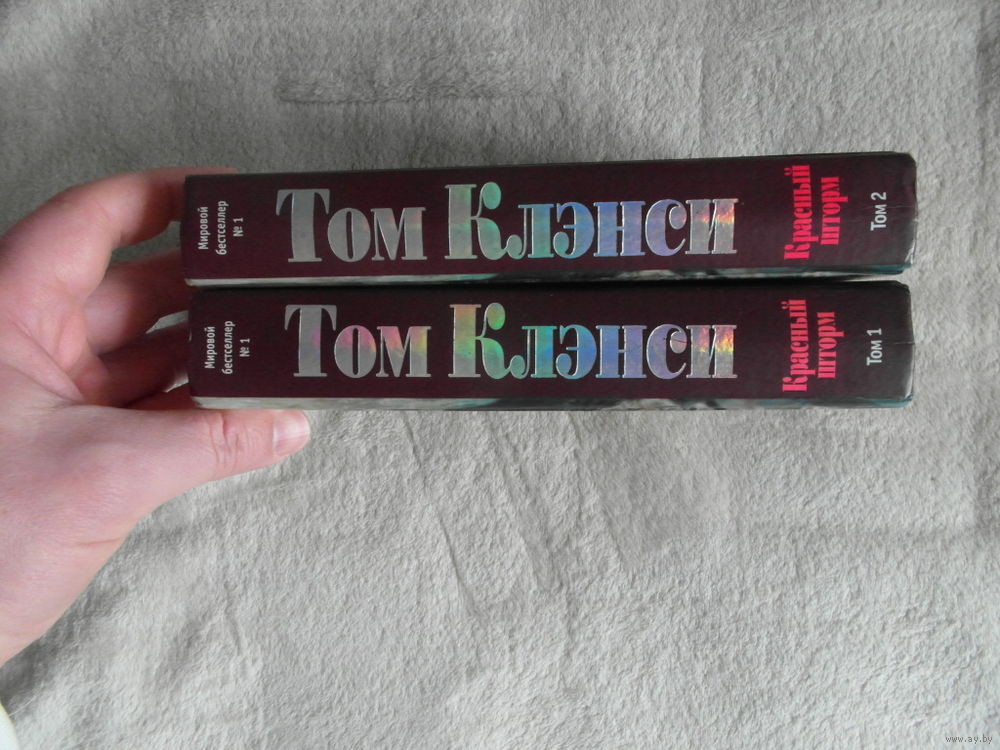 Мировой
бестселлер
№ 1
Том Клэнси
Красный
шторм
Том 2
Мировой
бестселлер
№ 1
Том Клэнси
Красный
шторм
Том 1
www.ay.by